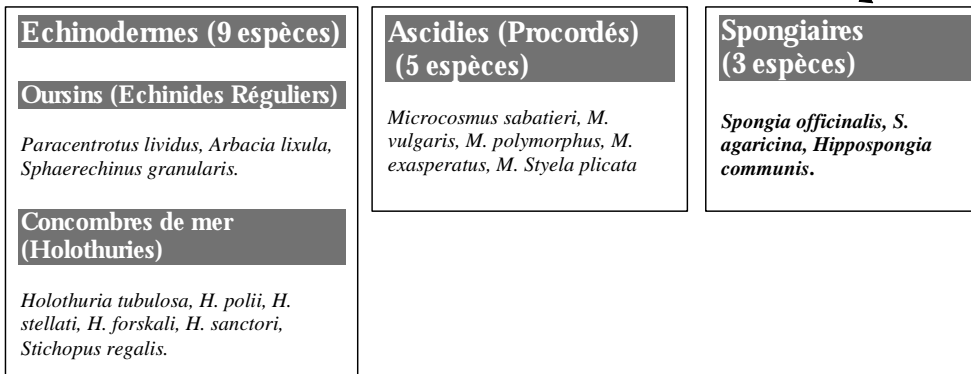 Echinodermes (9 espèces)
Oursins (Echinides Réguliers)
Paracentrotus lividus, Arbacia lixula,
Sphaerechinus granularis.
Concombres de mer
(Holothuries)
Holothuria tubulosa, H. polii, H.
stellati, H. forskali, H. sanctori,
Stichopus regalis.
Ascidies (Procordés)
(5 espèces)
Microcosmus sabatieri, M.
vulgaris, M. polymorphus, M.
exasperatus, M. Styela plicata
Spongiaires
(3 espèces)
Spongia officinalis, S.
agaricina, Hippospongia
communis.